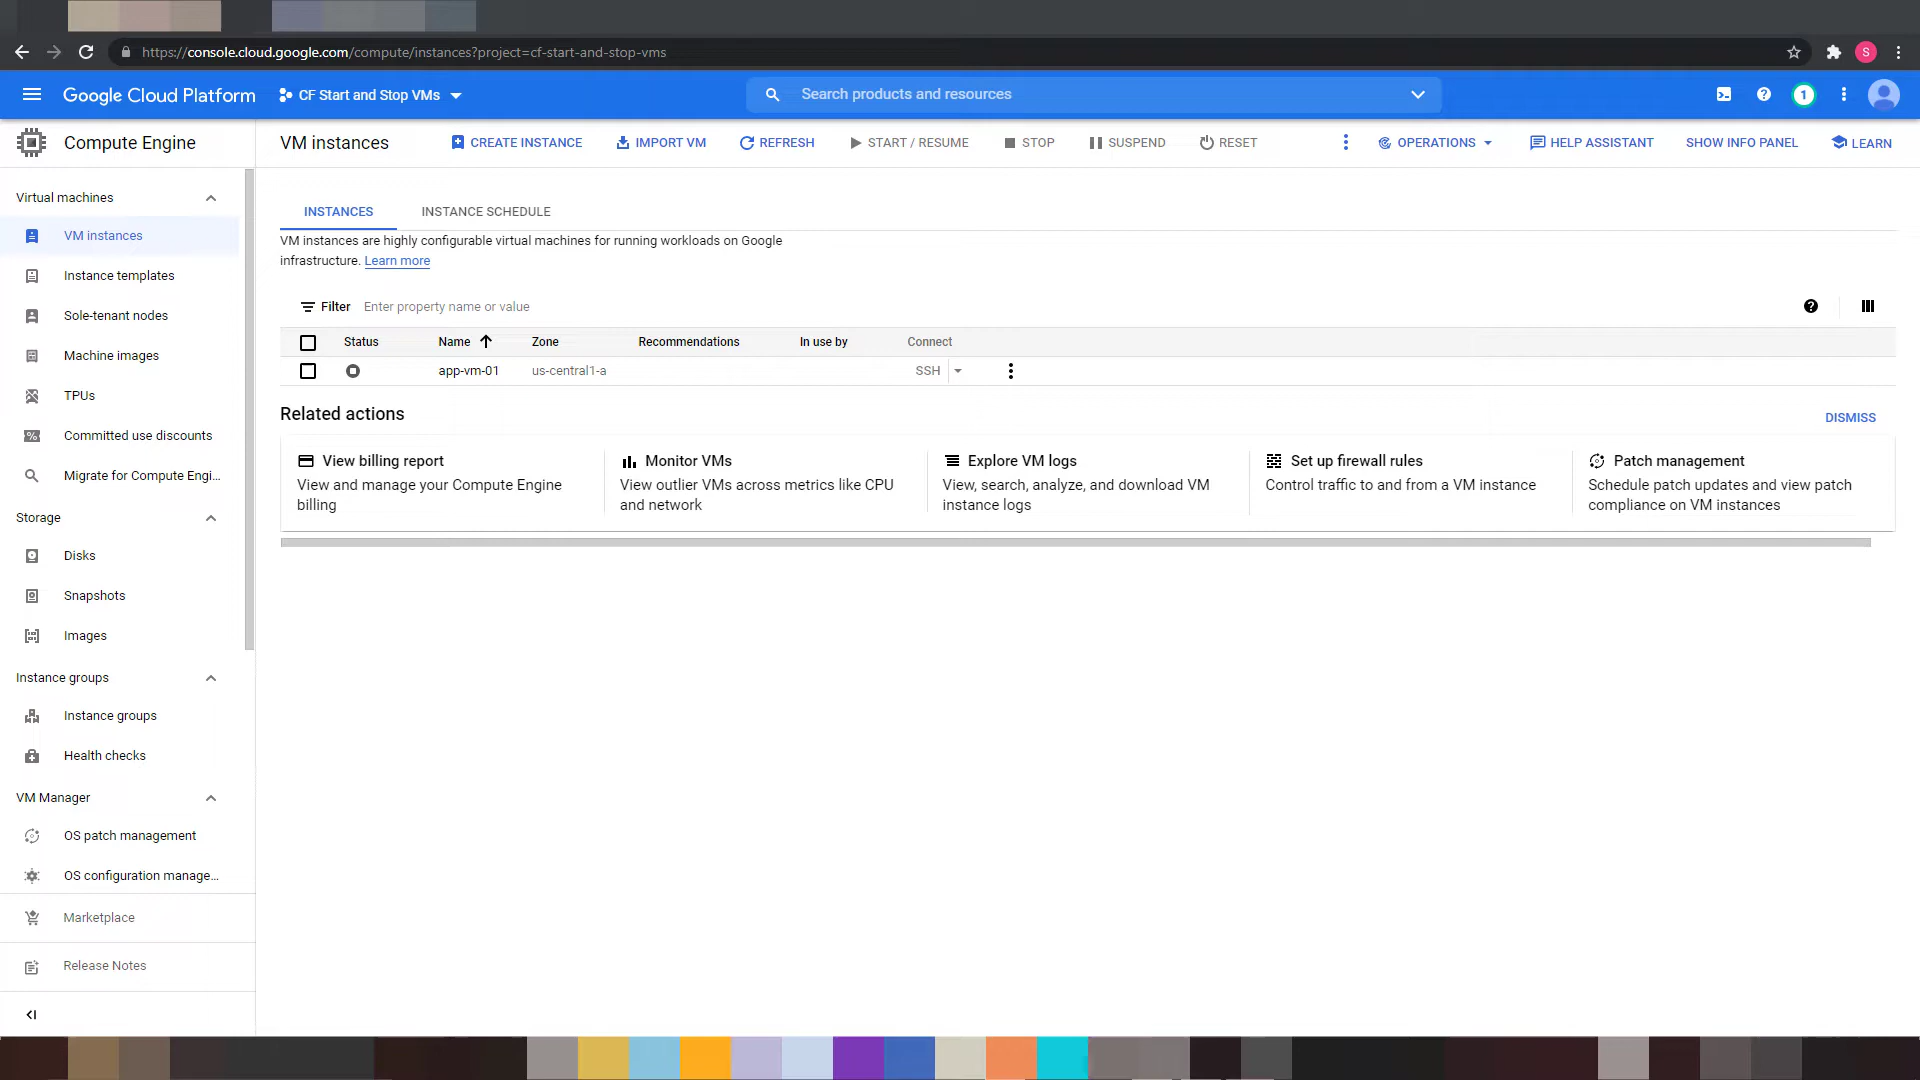 https://console.cloud.google.com/compute/instances?project=cf-start-and-stop-vms
S
Google Cloud Platform
CF Start and Stop VMs
Search products and resources
1
Compute Engine
VM instances
CREATE INSTANCE
IMPORT VM
REFRESH
START / RESUME
STOP
SUSPEND
RESET
OPERATIONS
HELP ASSISTANT
SHOW INFO PANEL
LEARN
Virtual machines
VM instances
Instance templates
Sole-tenant nodes
Machine images
TPUs
Committed use discounts
Migrate for Compute Engi...
Storage
Disks
Snapshots
Images
Instance groups
Instance groups
Health checks
VM Manager
OS patch management
OS configuration manage...
Marketplace
Release Notes
INSTANCES
INSTANCE SCHEDULE
VM instances are highly configurable virtual machines for running workloads on Google
infrastructure. Learn more
Filter Enter property name or value
Status Name Zone Recommendations In use by Connect
app-vm-01 us-central1-a SSH
Related actions
DISMISS
View billing report
View and manage your Compute Engine
billing
Monitor VMs
View outlier VMs across metrics like CPU
and network
Explore VM logs
View, search, analyze, and download VM
instance logs
Set up firewall rules
Control traffic to and from a VM instance
Patch management
Schedule patch updates and view patch
compliance on VM instances